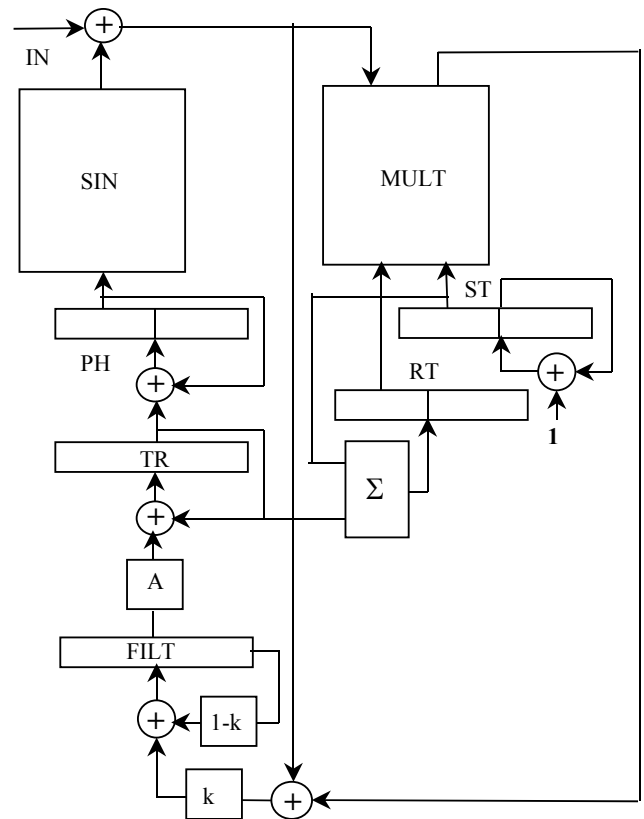 +
IN
SIN
MULT
ST
PH
+
RT
+
1
TR
Σ
+
A
FILT
+
1-k
k
+